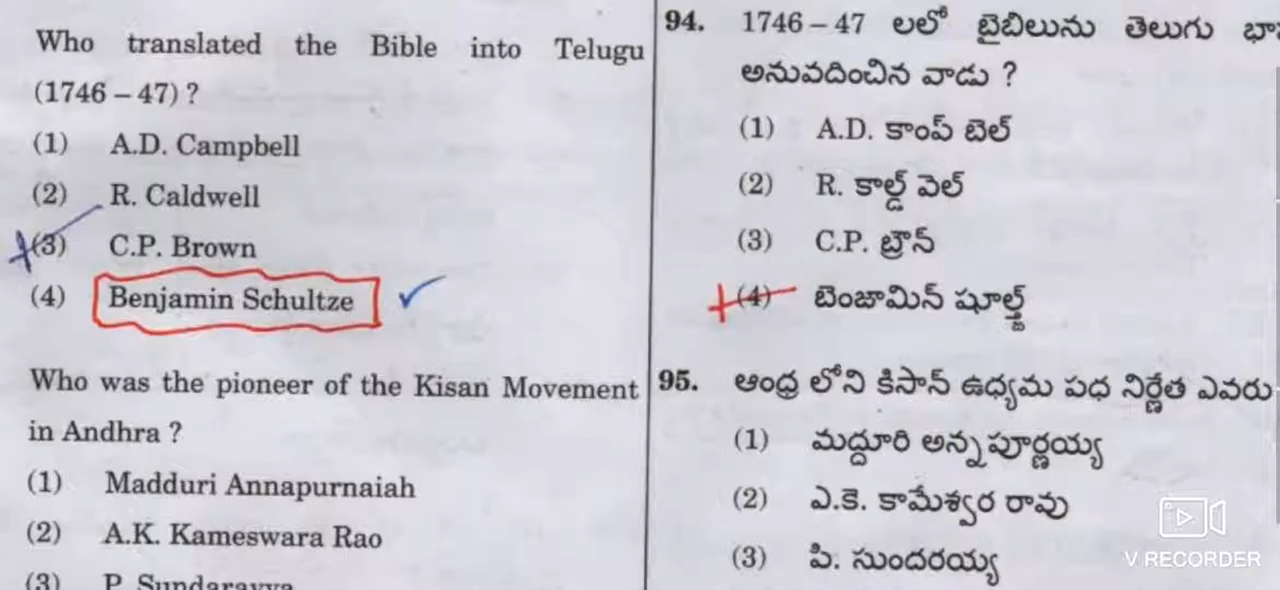 Who translated the Bible into Telugu
(1746 – 47) ?
(1) A.D. Campbell
(2) R. Caldwell
(3) C.P. Brown
(4) Benjamin Schultze
Who was the pioneer of the Kisan Movement
in Andhra ?
(1) Madduri Annapurnaiah
(2) A.K. Kameswara Rao
(3) P. Sundarayya
94. 1746 – 47 లలో బైబిలును తెలుగు
అనువదించిన వాడు ?
(1) A.D. కాంప్ బెల్
(2) R. కాల్డ్ వెల్
(3) C.P. బ్రౌన్
(4) బెంజామిన్ షూల్త్జ్
95. ఆంధ్ర లోని కిసాన్ ఉద్యమ పధ నిర్ణేత ఎవరు
(1) మద్దూరి అన్నపూర్ణయ్య
(2) ఎ.కె. కామేశ్వర రావు
(3) పి. సుందరయ్య
V RECORDER